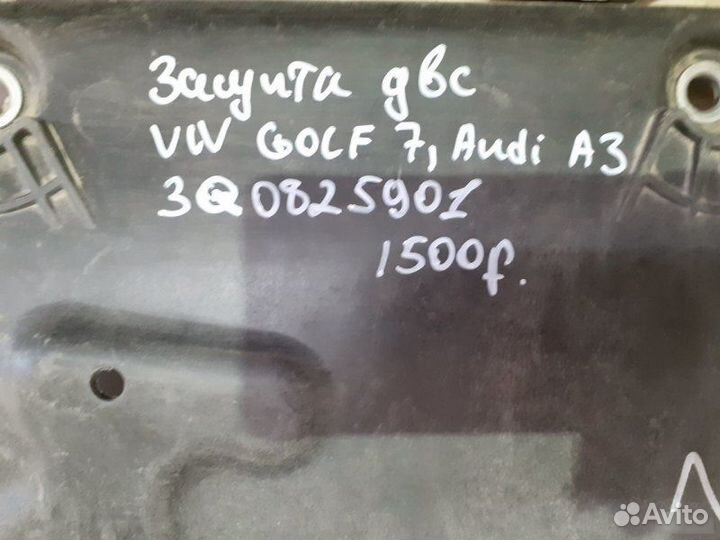 Защита двс
VW GOLF 7, Audi A3
3Q0825901
1500р.
Avito